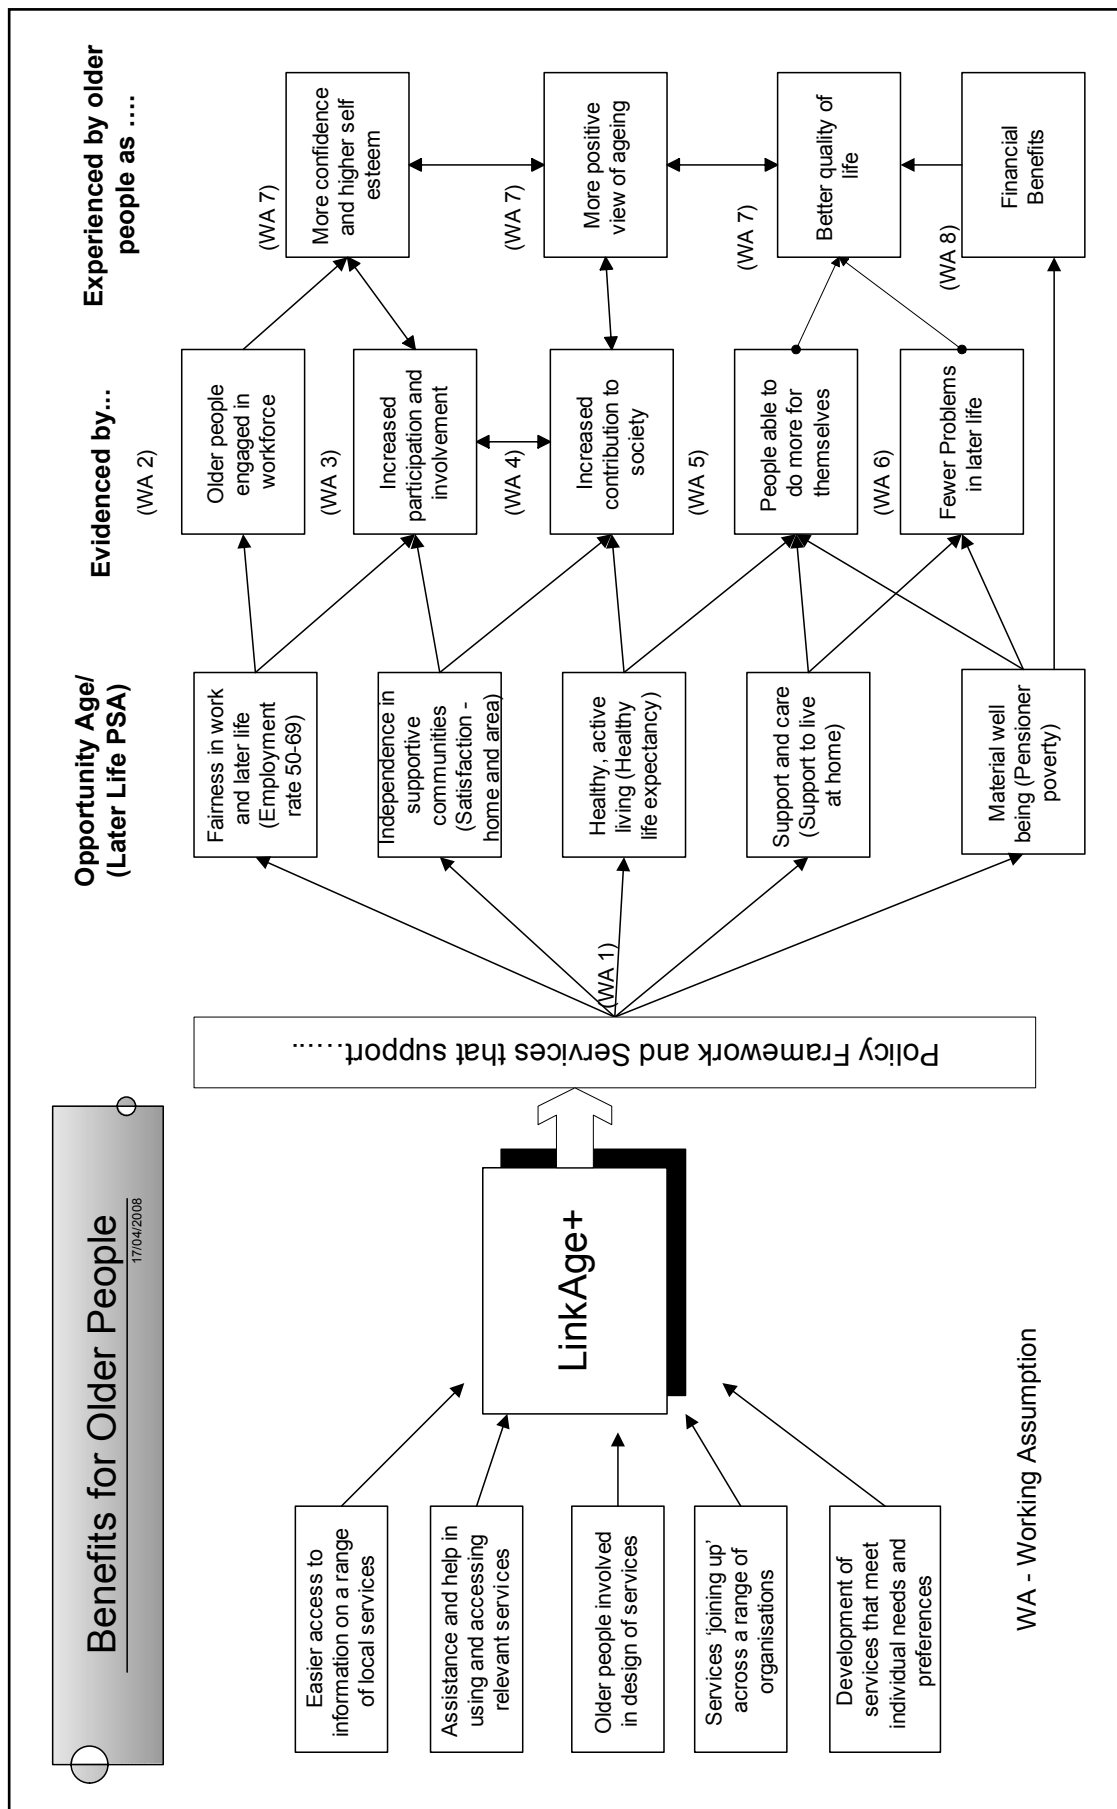 Benefits for Older People
17/04/2008
Easier access to
information on a range
of local services
Assistance and help in
using and accessing
relevant services
Older people involved
in design of services
Services ‘joining up’
across a range of
organisations
Development of
services that meet
individual needs and
preferences
LinkAge+
Policy Framework and Services that support…….
(WA 1)
Opportunity Age/
(Later Life PSA)
Fairness in work
and later life
(Employment
rate 50-69)
Independence in
supportive
communities
(Satisfaction -
home and area)
Healthy, active
living (Healthy
life expectancy)
Support and care
(Support to live
at home)
Material well
being (Pensioner
poverty)
Evidenced by...
(WA 2)
Older people
engaged in
workforce
(WA 3)
Increased
participation and
involvement
(WA 4)
Increased
contribution to
society
(WA 5)
People able to
do more for
themselves
(WA 6)
Fewer Problems
in later life
Experienced by older
people as ....
(WA 7)
More confidence
and higher self
esteem
(WA 7)
More positive
view of ageing
(WA 7)
Better quality of
life
(WA 8)
Financial
Benefits
WA - Working Assumption